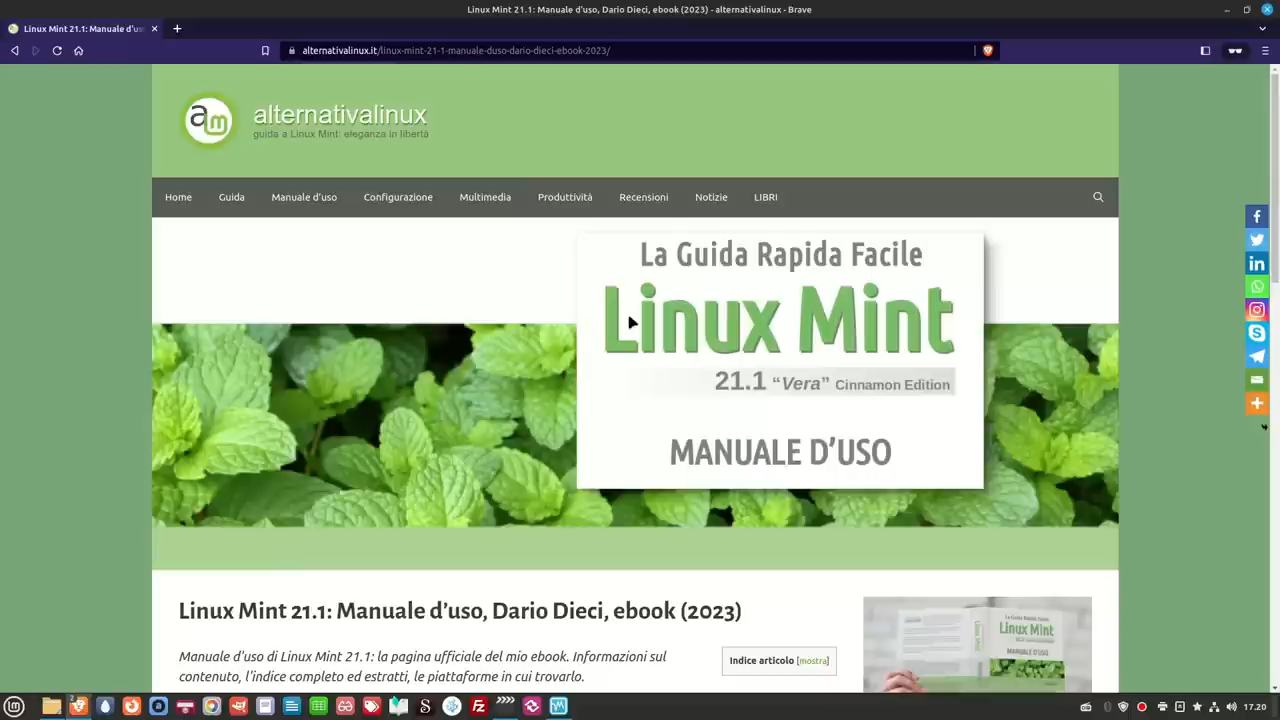 Linux Mint 21.1: Manuale d'uso, Dario Dieci, ebook (2023) - alternativalinux - Brave
Linux Mint 21.1: Manuale d'us
alternativalinux.it/linux-mint-21-1-manuale-duso-dario-dieci-ebook-2023/
am
alternativalinux
guida a Linux Mint: eleganza in libertà
Home Guida Manuale d'uso Configurazione Multimedia Produttività Recensioni Notizie LIBRI
La Guida Rapida Facile
Linux Mint
21.1 “Vera” Cinnamon Edition
MANUALE D’USO
Linux Mint 21.1: Manuale d’uso, Dario Dieci, ebook (2023)
Manuale d'uso di Linux Mint 21.1: la pagina ufficiale del mio ebook. Informazioni sul
contenuto, l'indice completo ed estratti, le piattaforme in cui trovarlo.
Indice articolo [mostra]
La Guida Rapida Facile
Linux Mint
MANUALE D'USO
17:20